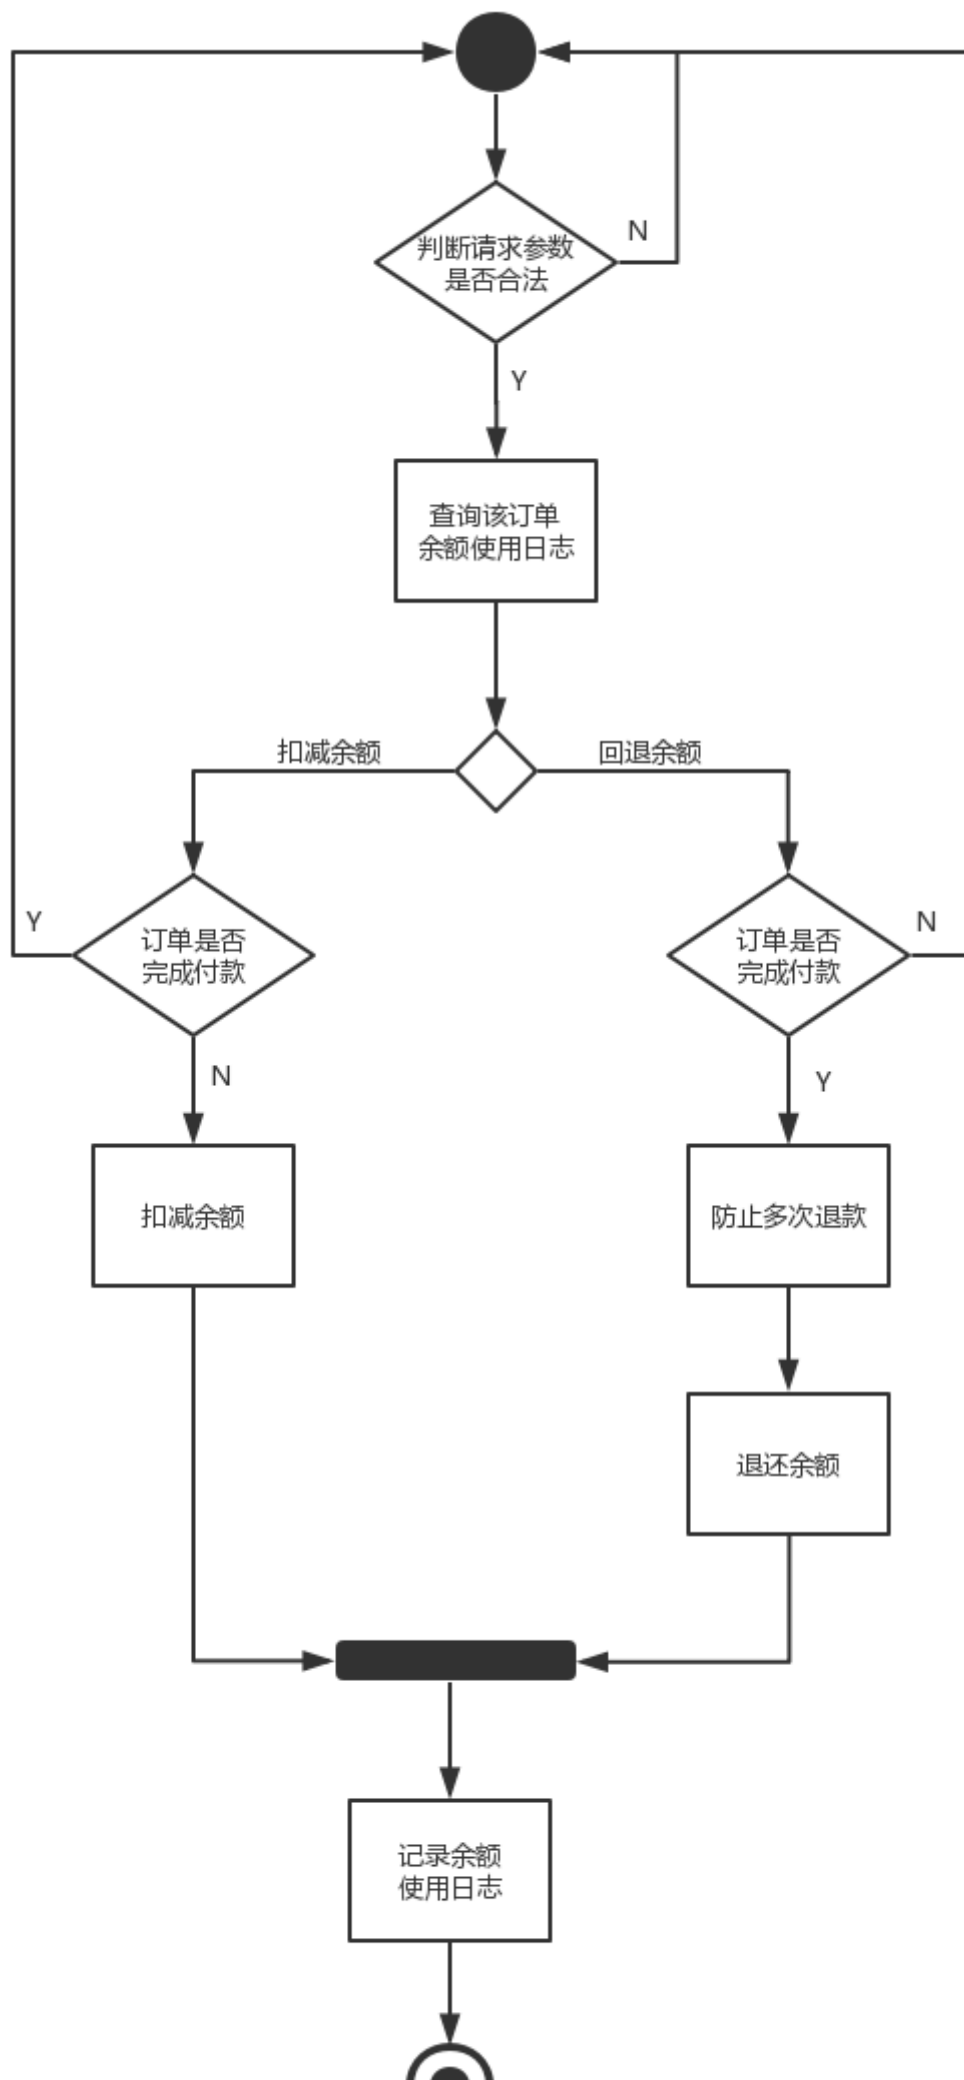 N
判断请求参数
是否合法
Y
查询该订单
余额使用日志
扣减余额
回退余额
Y
订单是否
完成付款
订单是否
完成付款
N
N
Y
扣减余额
防止多次退款
退还余额
记录余额
使用日志